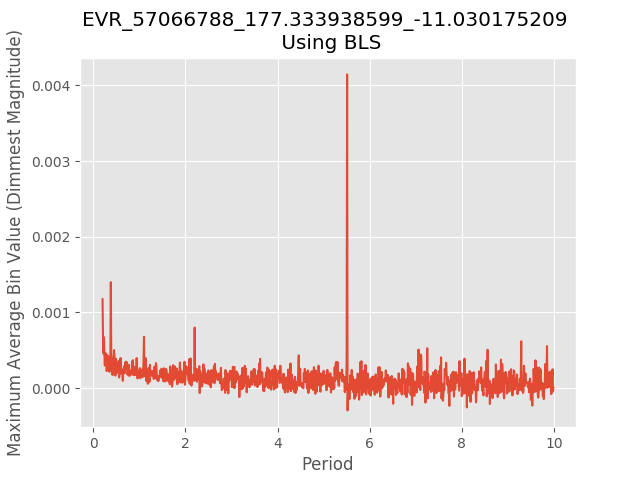 EVR_57066788_177.333938599_-11.030175209
Using BLS
Maximum Average Bin Value (Dimmest Magnitude)
0.004
0.003
0.002
0.001
0.000
0
2
4
6
8
10
Period